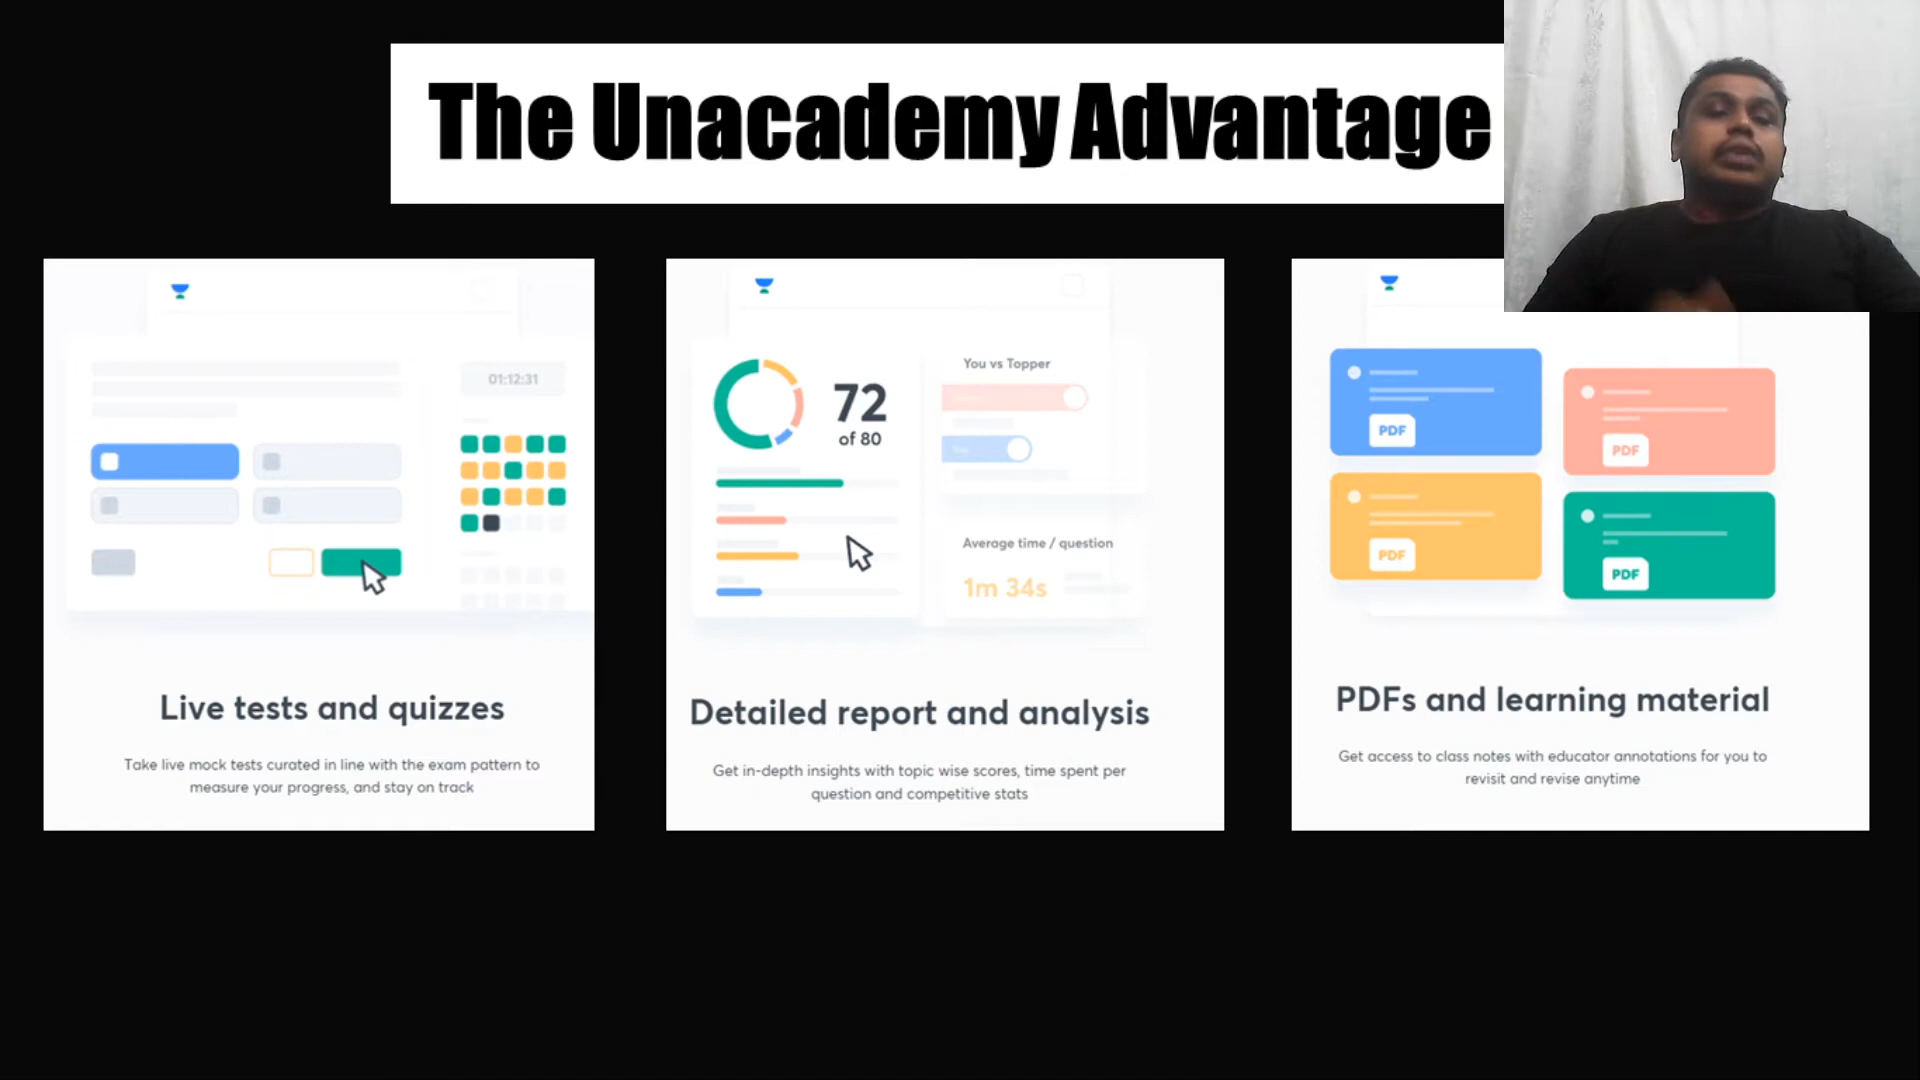 The Unacademy Advantage
01:12:31
Live tests and quizzes
Take live mock tests curated in line with the exam pattern to
measure your progress, and stay on track
72
of 80
You vs Topper
Average time / question
1m 34s
Detailed report and analysis
Get in-depth insights with topic wise scores, time spent per
question and competitive stats
PDF
PDF
PDF
PDF
PDFs and learning material
Get access to class notes with educator annotations for you to
revisit and revise anytime